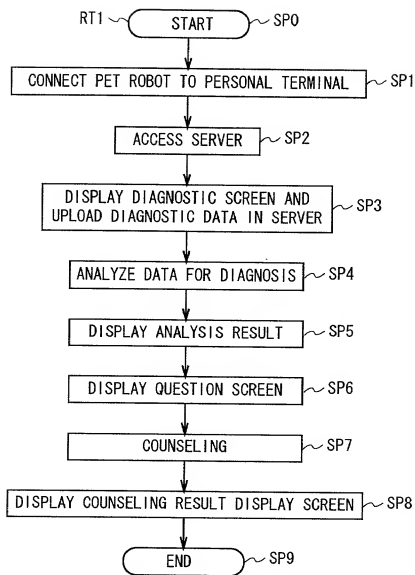 RT1 START SP0
CONNECT PET ROBOT TO PERSONAL TERMINAL SP1
ACCESS SERVER SP2
DISPLAY DIAGNOSTIC SCREEN AND
UPLOAD DIAGNOSTIC DATA IN SERVER SP3
ANALYZE DATA FOR DIAGNOSIS SP4
DISPLAY ANALYSIS RESULT SP5
DISPLAY QUESTION SCREEN SP6
COUNSELING SP7
DISPLAY COUNSELING RESULT DISPLAY SCREEN SP8
END SP9